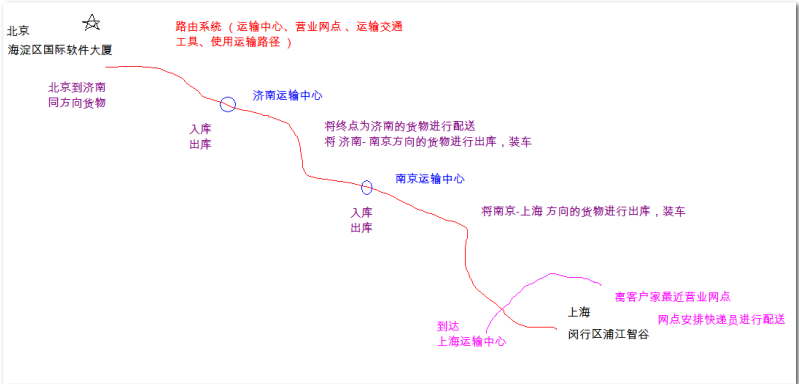 北京
海淀区国际软件大厦
路由系统 （运输中心、营业网点 、运输交通
工具、使用运输路径 ）
北京到济南
同方向货物
济南运输中心
入库
出库
将终点为济南的货物进行配送
将 济南- 南京方向的货物进行出库，装车
南京运输中心
入库
出库
将南京-上海 方向的货物进行出库，装车
离客户家最近营业网点
网点安排快递员进行配送
上海
闵行区浦江智谷
到达
上海运输中心